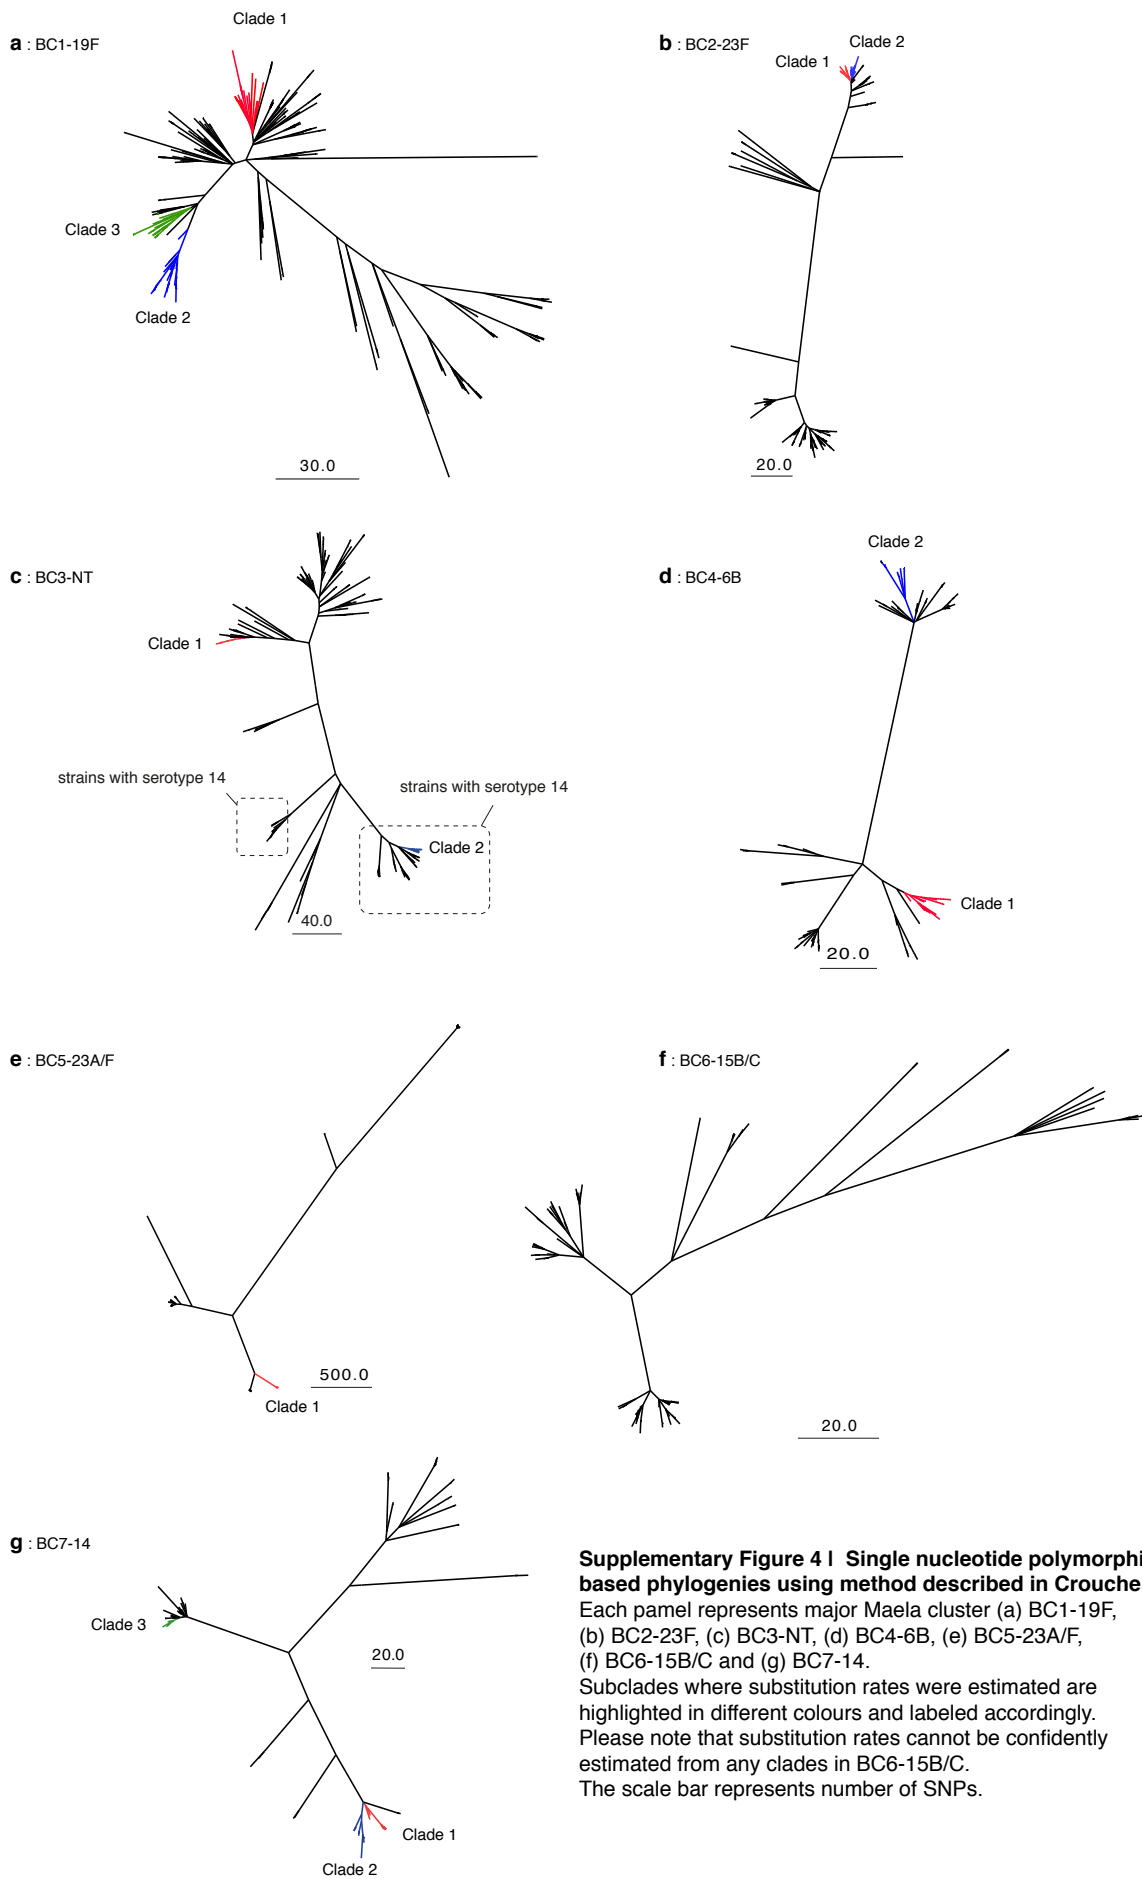 Clade 1
a : BC1-19F
Clade 3
Clade 2
30.0
b : BC2-23F
Clade 2
Clade 1
20.0
c : BC3-NT
Clade 1
strains with serotype 14
strains with serotype 14
Clade 2
40.0
d : BC4-6B
Clade 2
Clade 1
20.0
e : BC5-23A/F
500.0
Clade 1
f : BC6-15B/C
20.0
g : BC7-14
Clade 3
20.0
Clade 1
Clade 2
Supplementary Figure 4 l Single nucleotide polymorphi
based phylogenies using method described in Crouche
Each pamel represents major Maela cluster (a) BC1-19F,
(b) BC2-23F, (c) BC3-NT, (d) BC4-6B, (e) BC5-23A/F,
(f) BC6-15B/C and (g) BC7-14.
Subclades where substitution rates were estimated are
highlighted in different colours and labeled accordingly.
Please note that substitution rates cannot be confidently
estimated from any clades in BC6-15B/C.
The scale bar represents number of SNPs.